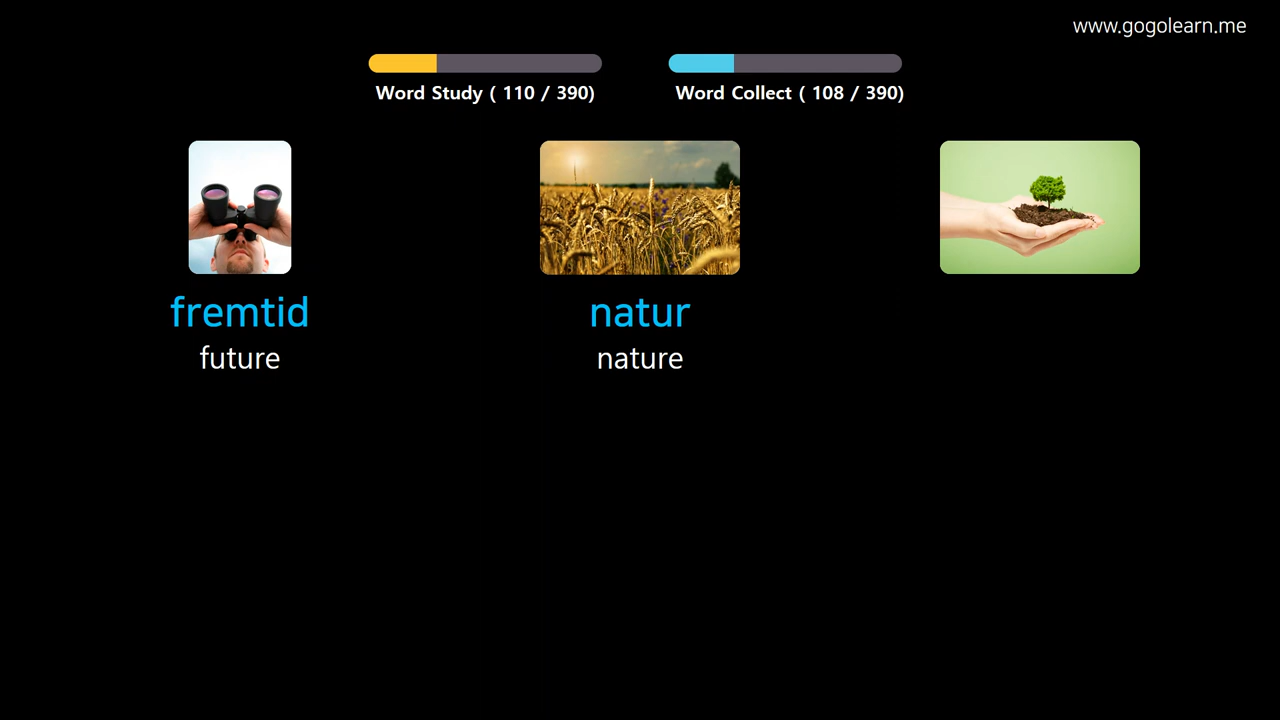 www.gogolearn.me
Word Study ( 110 / 390)
Word Collect ( 108 / 390)
fremtid
future
natur
nature